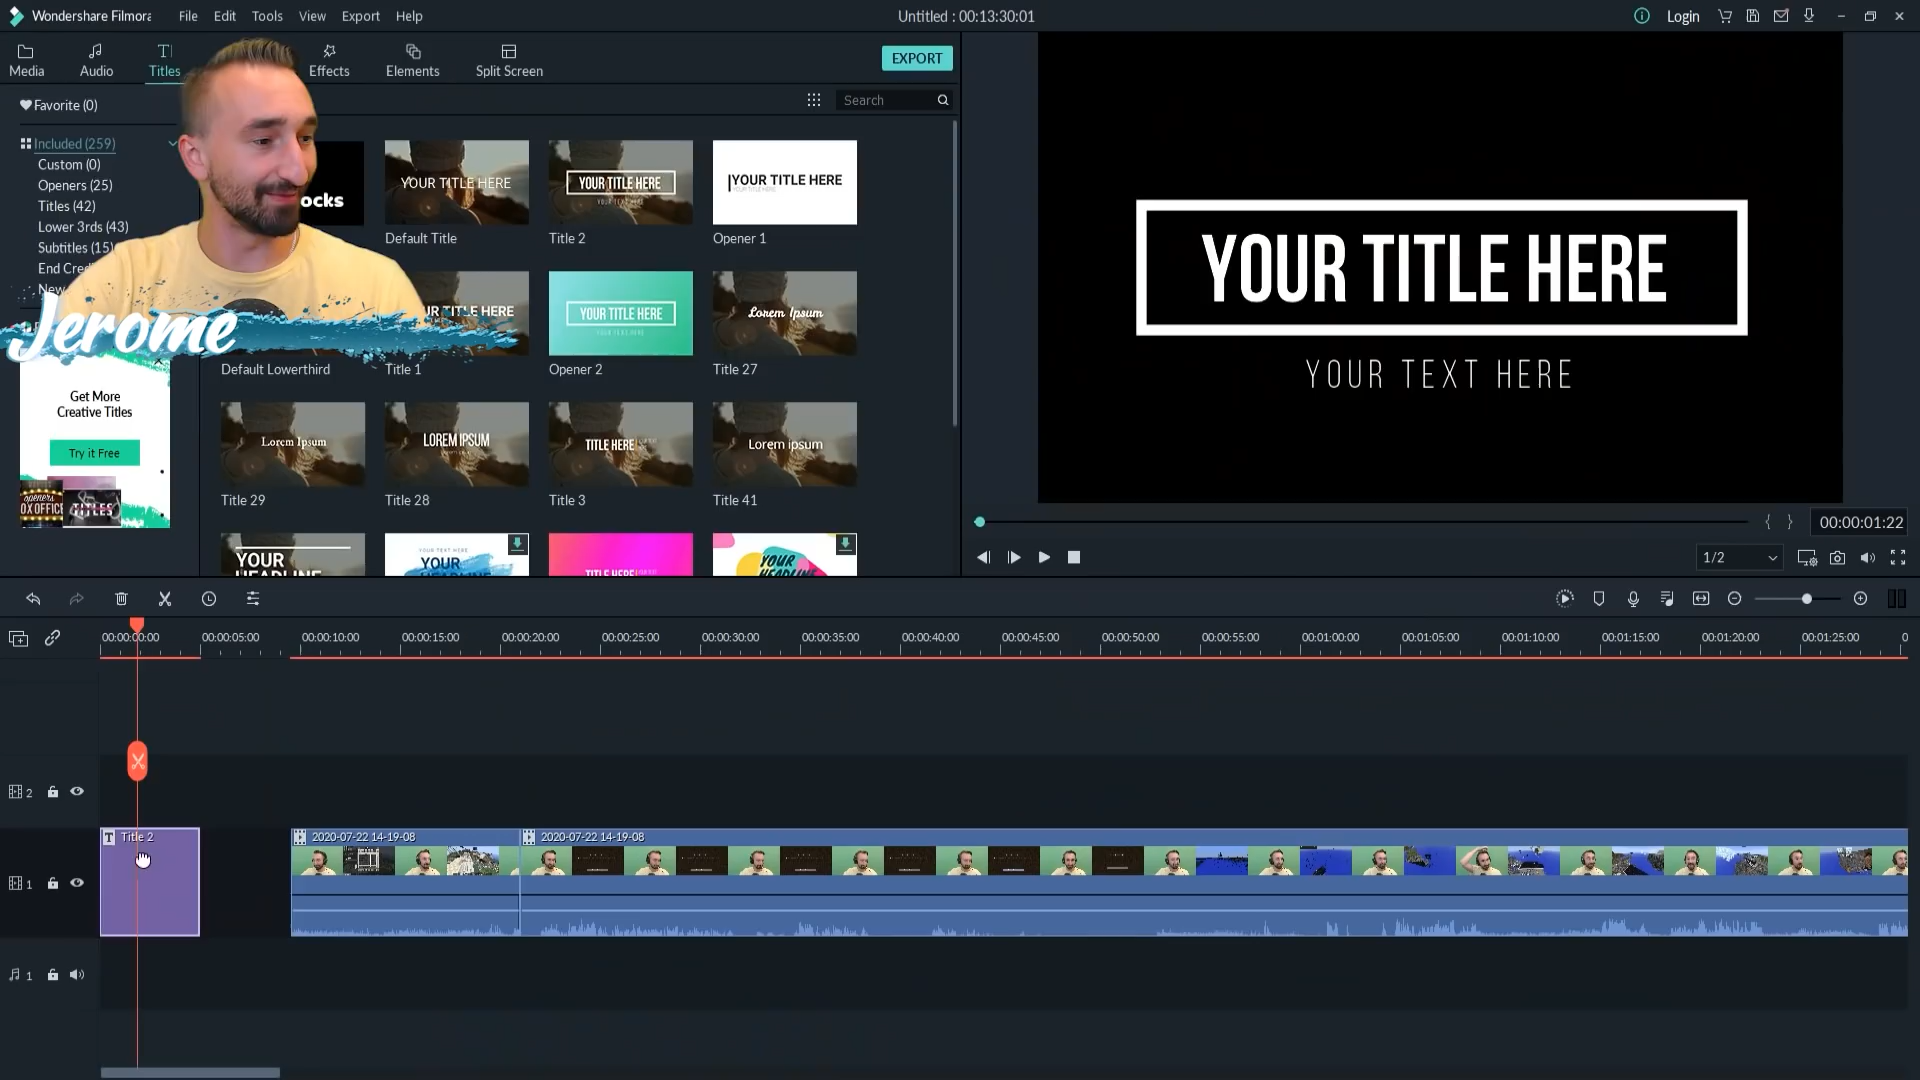 Wondershare Filmora
File Edit Tools View Export Help
Untitled : 00:13:30:01
Login
Media Audio Titles Effects Elements Split Screen
EXPORT
Favorite (0)
Search
Included (259)
Custom (0)
Openers (25)
Titles (42)
Lower 3rds (43)
Subtitles (15)
End Cre
New
Jerome
ocks
YOUR TITLE HERE
YOUR TITLE HERE
YOUR TITLE HERE
Default Title
Title 2
Opener 1
TITLE HERE
YOUR TITLE HERE
Lorem Ipsum
Default Lowerthird
Title 1
Opener 2
Title 27
Lorem Ipsum
LOREM IPSUM
TITLE HERE
Lorem ipsum
Title 29
Title 28
Title 3
Title 41
YOUR
HEADLINE
YOUR TEXT HERE
YOUR
HEADLINE
TITLE HERE
YOUR
HEADLINE
Get More
Creative Titles
Try it Free
openers
OX OFFICE
TITLES
YOUR TITLE HERE
YOUR TEXT HERE
{ }
00:00:01:22
1/2
00:00:00:00 00:00:05:00 00:00:10:00 00:00:15:00 00:00:20:00 00:00:25:00 00:00:30:00 00:00:35:00 00:00:40:00 00:00:45:00 00:00:50:00 00:00:55:00 00:01:00:00 00:01:05:00 00:01:10:00 00:01:15:00 00:01:20:00 00:01:25:00 0
2
T Title 2
2020-07-22 14-19-08
2020-07-22 14-19-08
1
1